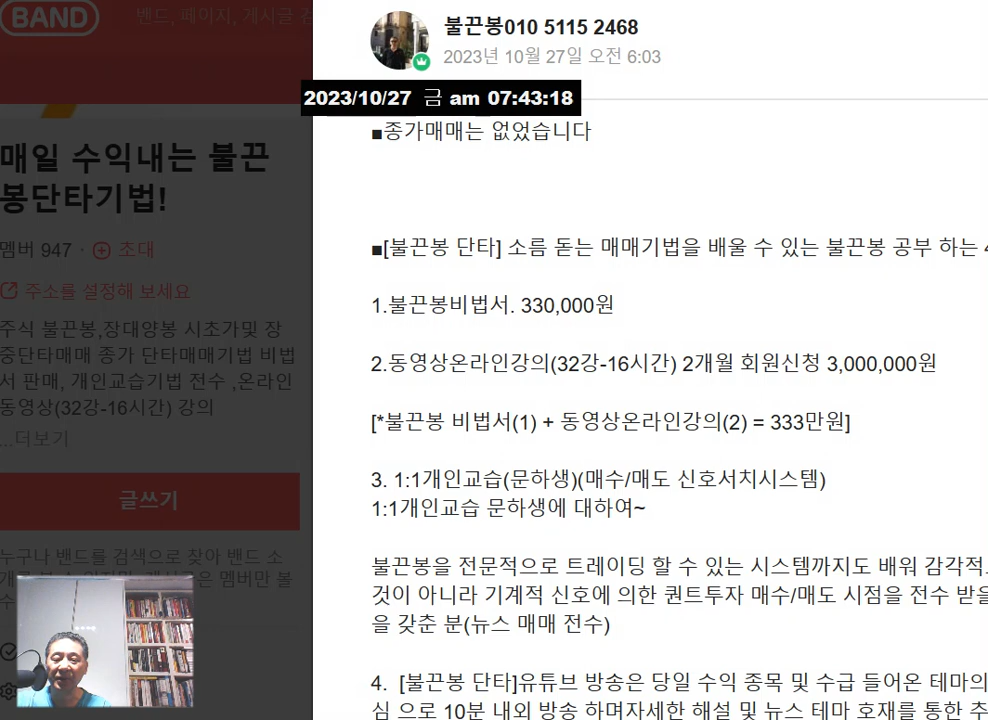 BAND
밴드, 페이지, 게시글 검
매일 수익내는 불끈
봉단타기법!
멤버 947 · 초대
주소를 설정해 보세요
주식 불끈봉,장대양봉 시초가및 장
중단타매매 종가 단타매매기법 비법
서 판매, 개인교습기법 전수 ,온라인
동영상(32강-16시간) 강의
...더보기
글쓰기
누구나 밴드를 검색으로 찾아 밴드 소
불끈봉010 5115 2468
2023년 10월 27일 오전 6:03
2023/10/27 금 am 07:43:18
■종가매매는 없었습니다
■[불끈봉 단타] 소름 돋는 매매기법을 배울 수 있는 불끈봉 공부 하는
1.불끈봉비법서. 330,000원
2.동영상온라인강의(32강-16시간) 2개월 회원신청 3,000,000원
[*불끈봉 비법서(1) + 동영상온라인강의(2) = 333만원]
3. 1:1개인교습(문하생)(매수/매도 신호서치시스템)
1:1개인교습 문하생에 대하여~
불끈봉을 전문적으로 트레이딩 할 수 있는 시스템까지도 배워 감각적
것이 아니라 기계적 신호에 의한 퀀트투자 매수/매도 시점을 전수 받을
을 갖춘 분(뉴스 매매 전수)
4. [불끈봉 단타]유튜브 방송은 당일 수익 종목 및 수급 들어온 테마의
심 으로 10분 내외 방송 하며자세한 해설 및 뉴스 테마 호재를 통한 추